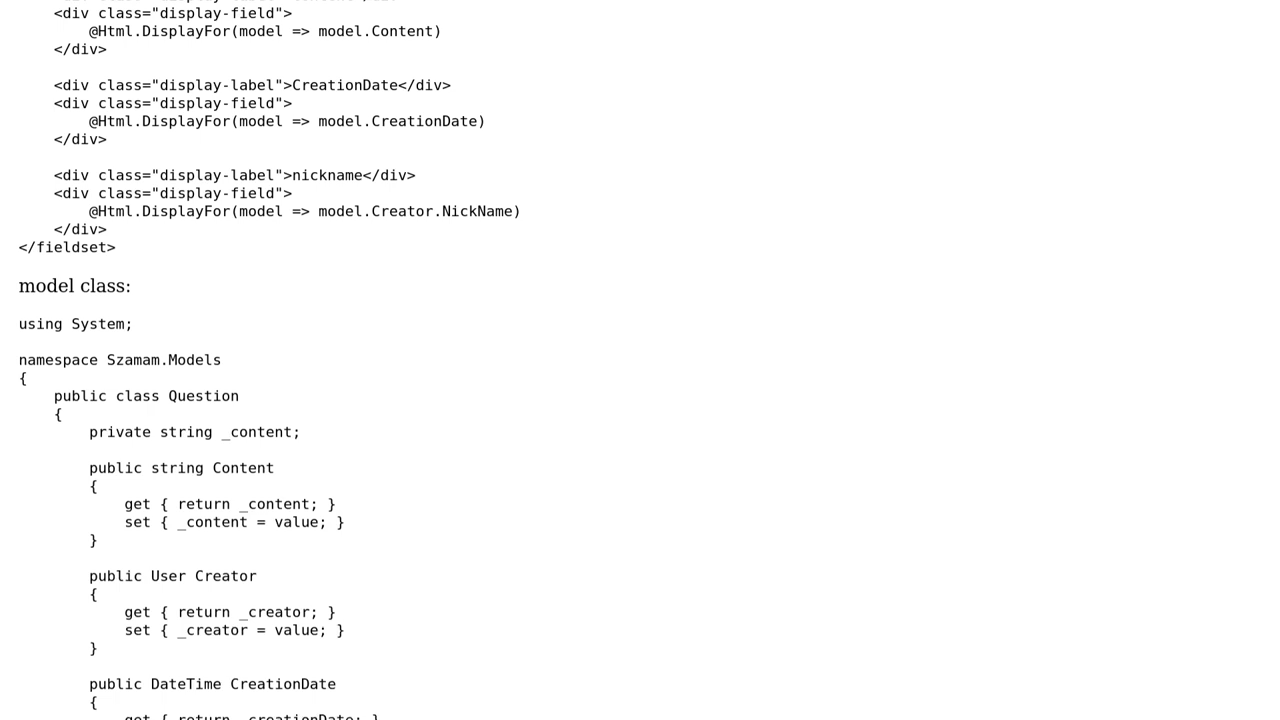 <div class="display-field">
@Html.DisplayFor(model => model.Content)
</div>
<div class="display-label">CreationDate</div>
<div class="display-field">
@Html.DisplayFor(model => model.CreationDate)
</div>
<div class="display-label">nickname</div>
<div class="display-field">
@Html.DisplayFor(model => model.Creator.NickName)
</div>
</fieldset>
model class:
using System;
namespace Szamam.Models
{
public class Question
{
private string _content;
public string Content
{
get { return _content; }
set { _content = value; }
}
public User Creator
{
get { return _creator; }
set { _creator = value; }
}
public DateTime CreationDate
{
get { return _creationDate; }